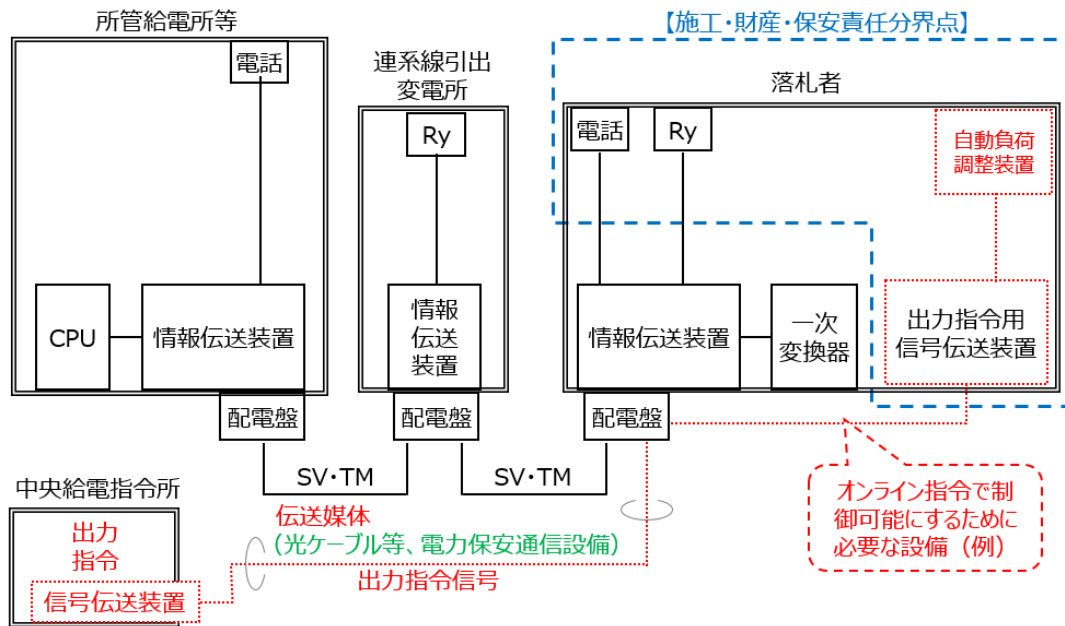 所管給電所等
電話
CPU
情報伝送装置
配電盤
連系線引出
変電所
Ry
情報
伝送
装置
配電盤
【施工・財産・保安責任分界点】
落札者
電話
Ry
自動負荷
調整装置
情報伝送装置
一次
変換器
出力指令用
信号伝送装置
配電盤
SV・TM
SV・TM
中央給電指令所
出力
指令
信号伝送装置
伝送媒体
(光ケーブル等、電力保安通信設備)
出力指令信号
オンライン指令で制
御可能にするために
必要な設備（例）